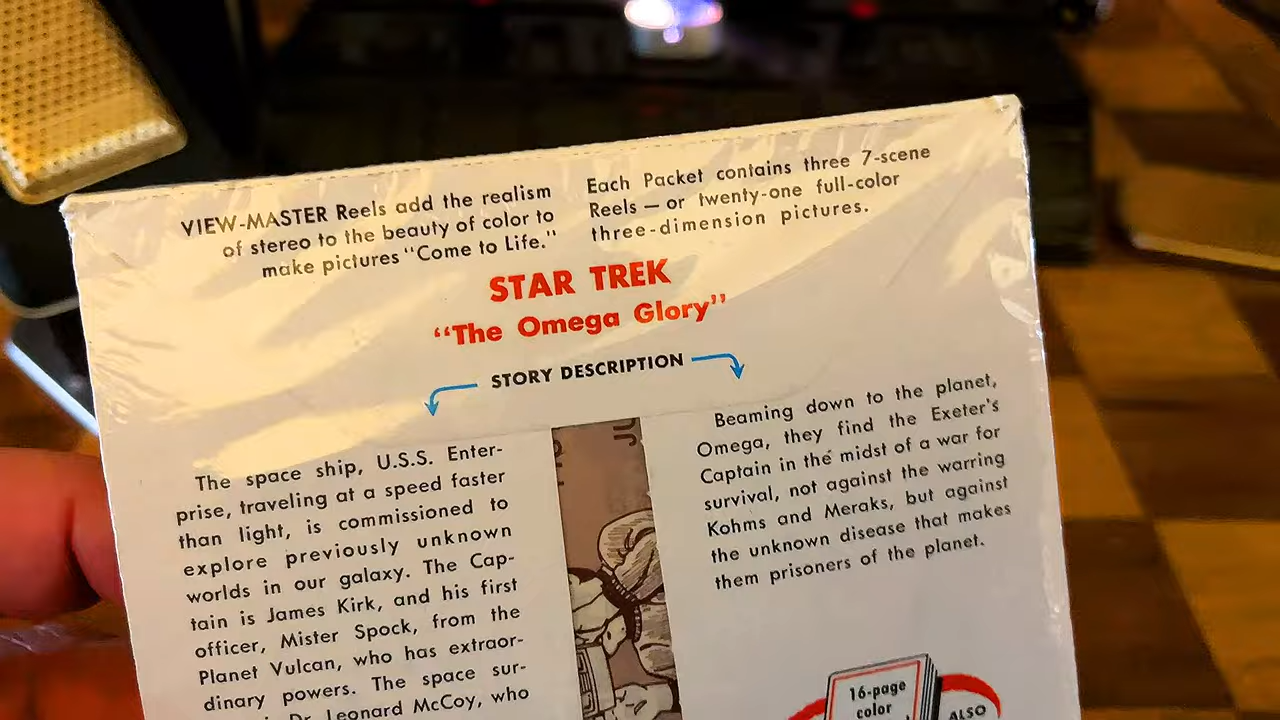 VIEW-MASTER Reels add the realism
of stereo to the beauty of color to
make pictures "Come to Life."
Each Packet contains three 7-scene
Reels — or twenty-one full-color
three-dimension pictures.
STAR TREK
"The Omega Glory"
STORY DESCRIPTION
The space ship, U.S.S. Enter-
prise, traveling at a speed faster
than light, is commissioned to
explore previously unknown
worlds in our galaxy. The Cap-
tain is James Kirk, and his first
officer, Mister Spock, from the
Planet Vulcan, who has extraor-
dinary powers. The space sur-
Dr. Leonard McCoy, who
Beaming down to the planet,
Omega, they find the Exeter's
Captain in the midst of a war for
survival, not against the warring
Kohms and Meraks, but against
the unknown disease that makes
them prisoners of the planet.
16-page
color
ALSO